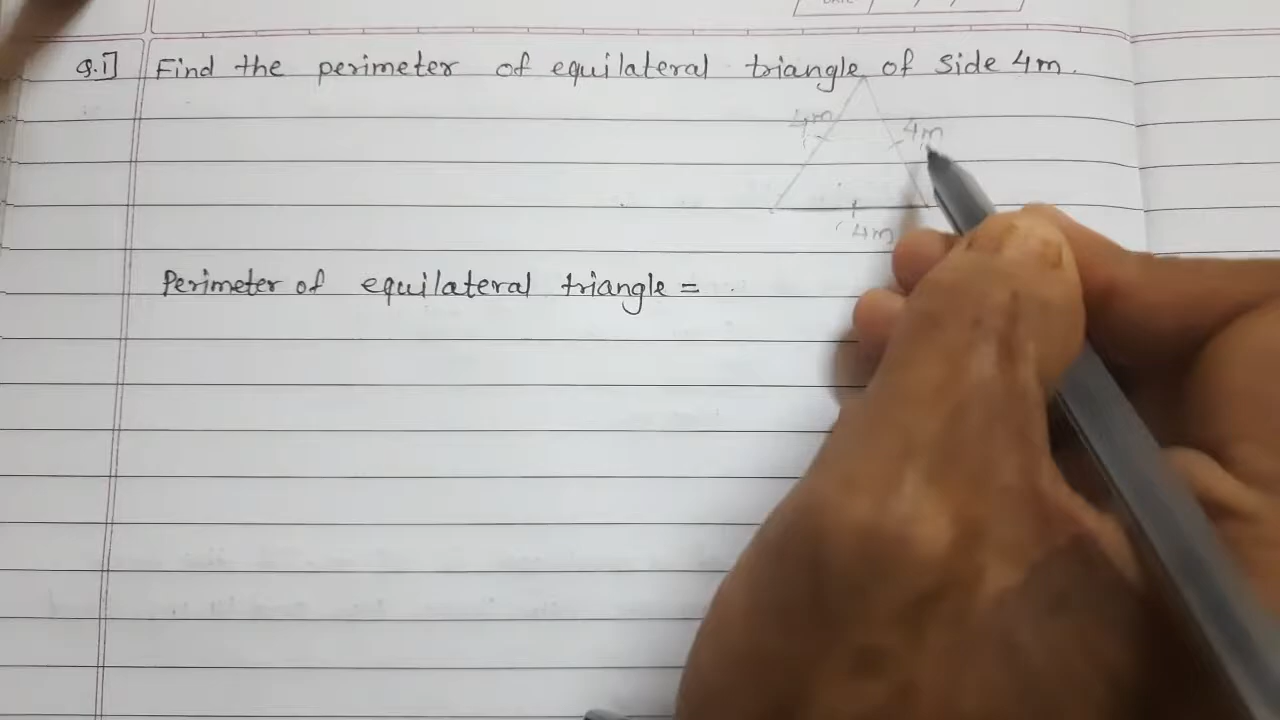 Q.1] Find the perimeter of equilateral triangle of side 4m.
4m 4m
4m
Perimeter of equilateral triangle =